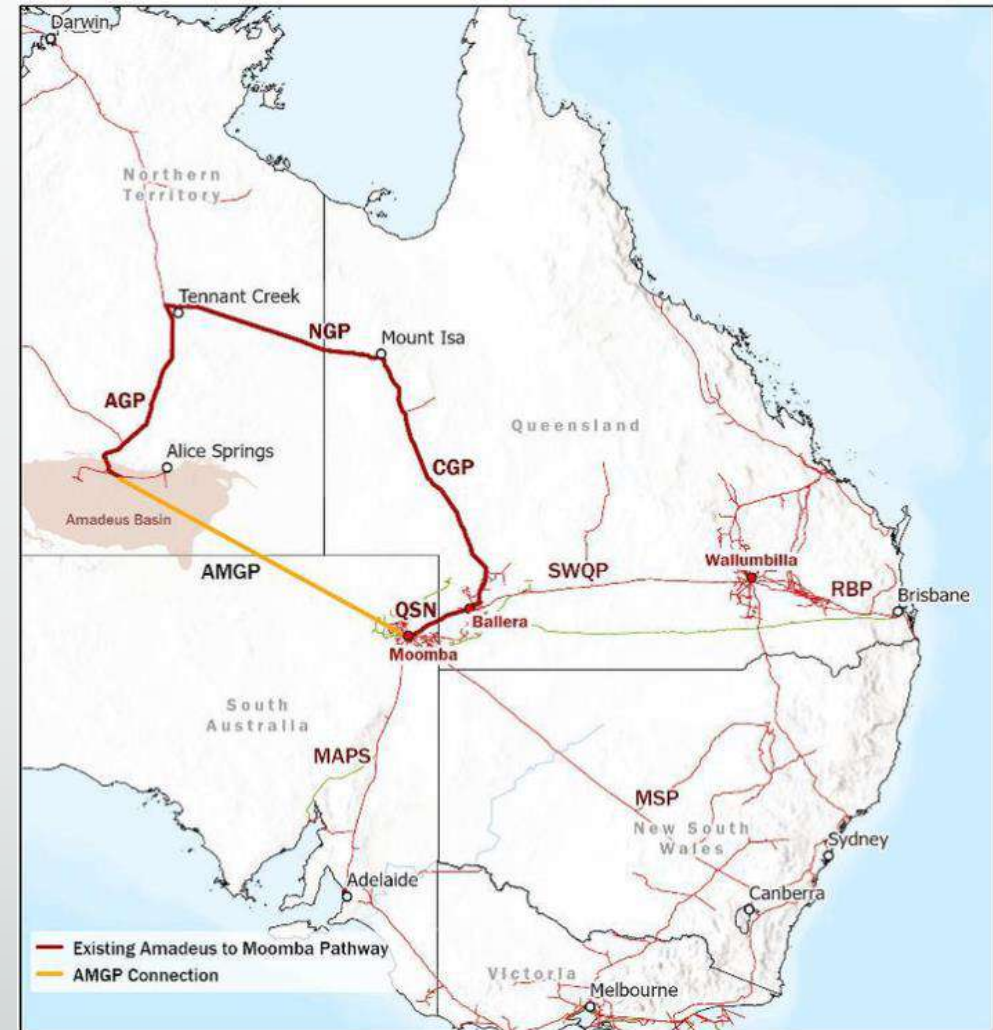 Darwin
Northern
Territory
Tennant Creek
NGP
Mount Isa
AGP
Alice Springs
Queensland
CGP
Amadeus Basin
AMGP
SWQP
Wallumbilla
RBP
QSN
Brisbane
Ballera
Moomba
South
Australia
MAPS
MSP
New South
Wales
Sydney
Adelaide
Canberra
Existing Amadeus to Moomba Pathway
AMGP Connection
Victoria
Melbourne